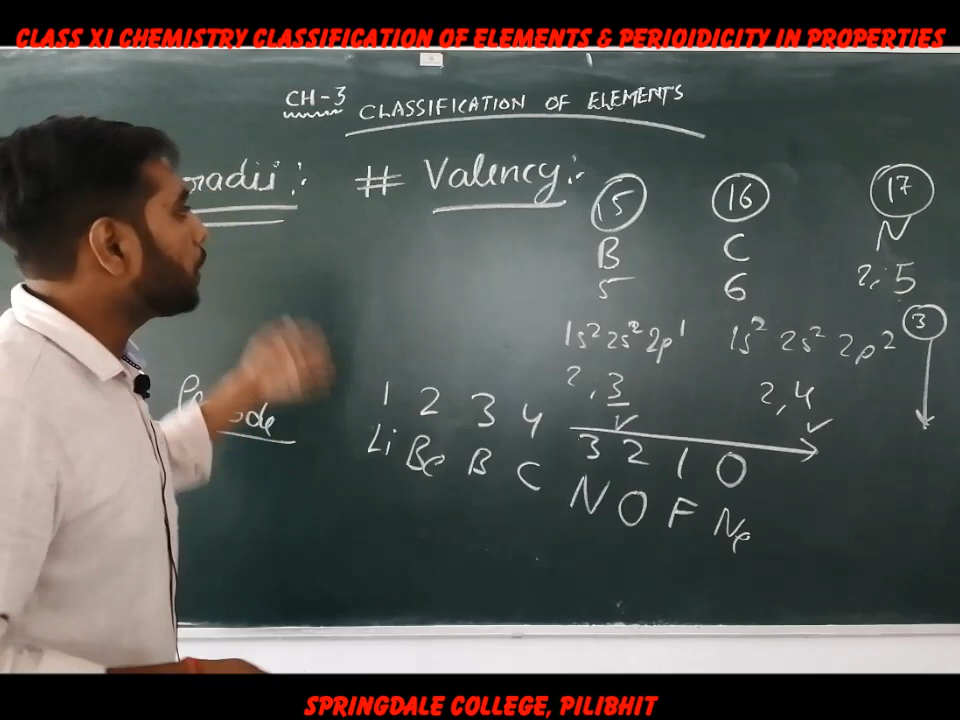 CLASS XI CHEMISTRY CLASSIFICATION OF ELEMENTS & PERIOIDICITY IN PROPERTIES
CH-3 CLASSIFICATION OF ELEMENTS
# Valency:-
15 16 17
B C N
5 6 2,5
1s² 2s² 2p¹ 1s² 2s² 2p² 3
2,3 2,4
1 2 3 4 3 2 1 0
Li Be B C N O F Ne
SPRINGDALE COLLEGE, PILIBHIT